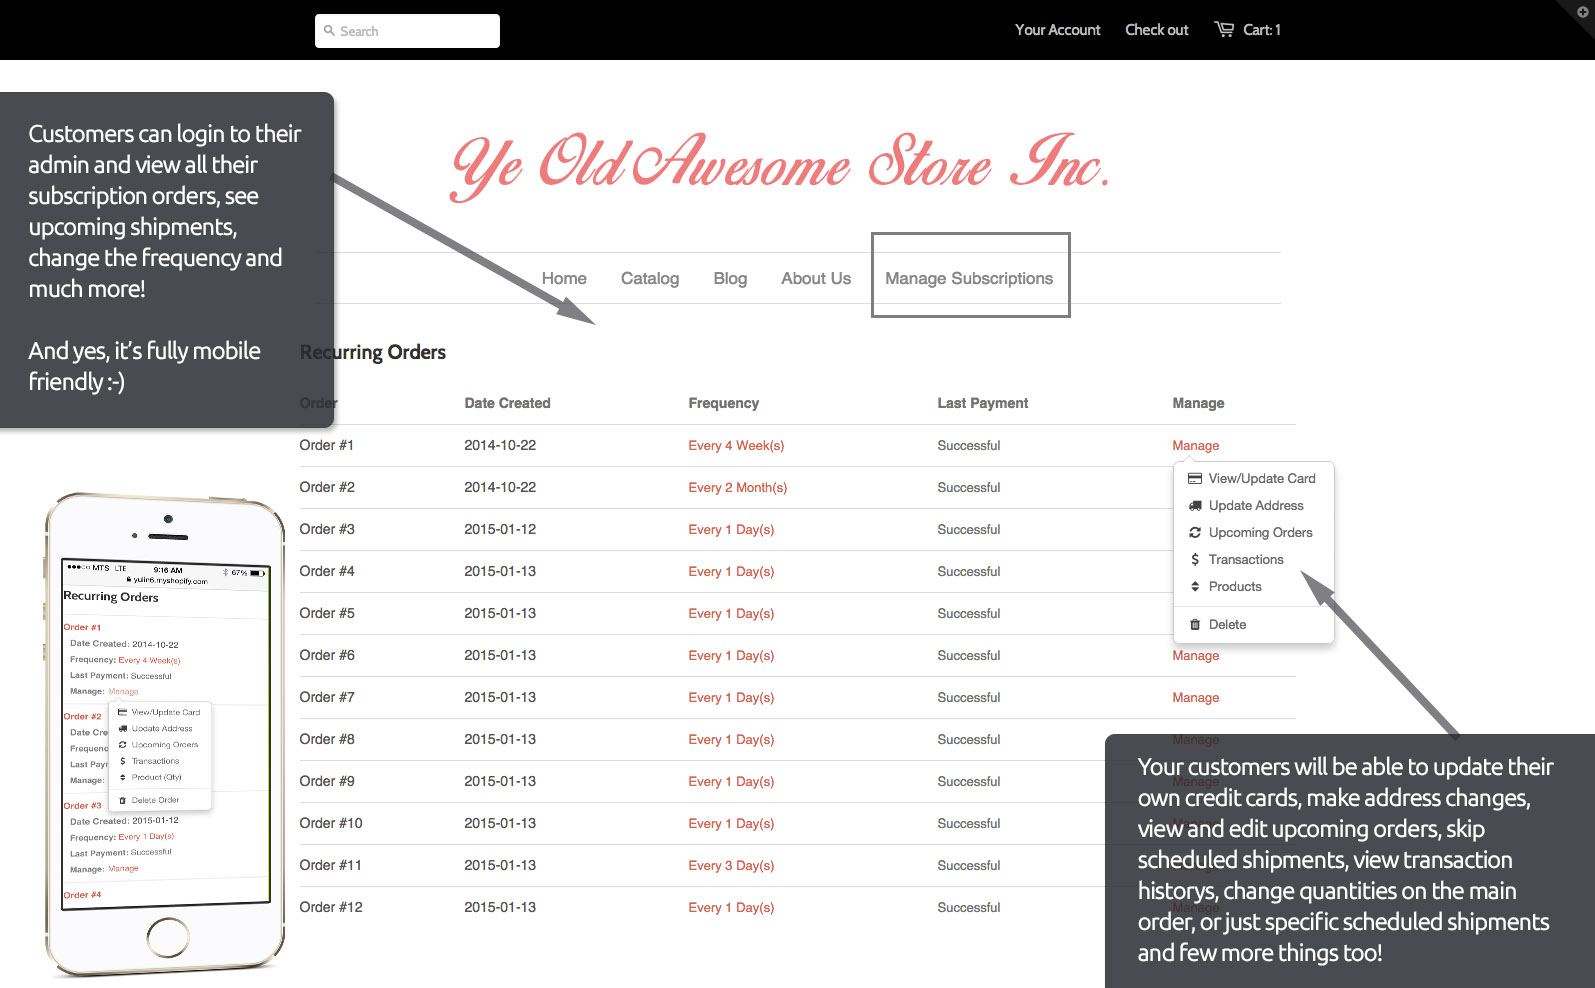 Search
Your Account
Check out
Cart: 1
Customers can login to their
admin and view all their
subscription orders, see
upcoming shipments,
change the frequency and
much more!
And yes, it's fully mobile
friendly :-)
Ye Old Awesome Store Inc.
Home Catalog Blog About Us Manage Subscriptions
Recurring Orders
Order Date Created Frequency Last Payment Manage
Order #1 2014-10-22 Every 4 Week(s) Successful Manage
Order #2 2014-10-22 Every 2 Month(s) Successful
Order #3 2015-01-12 Every 1 Day(s) Successful
Order #4 2015-01-13 Every 1 Day(s) Successful
Order #5 2015-01-13 Every 1 Day(s) Successful
Order #6 2015-01-13 Every 1 Day(s) Successful Manage
Order #7 2015-01-13 Every 1 Day(s) Successful Manage
Order #8 2015-01-13 Every 1 Day(s) Successful Manage
Order #9 2015-01-13 Every 1 Day(s) Successful Manage
Order #10 2015-01-13 Every 1 Day(s) Successful Manage
Order #11 2015-01-13 Every 3 Day(s) Successful Manage
Order #12 2015-01-13 Every 1 Day(s) Successful Manage
View/Update Card
Update Address
Upcoming Orders
$ Transactions
Products
Delete
MTS LTE 9:16 AM 67%
yulin6.myshopify.com
Recurring Orders
Order #1
Date Created: 2014-10-22
Frequency: Every 4 Week(s)
Last Payment: Successful
Manage: Manage
View/Update Card
Update Address
Upcoming Orders
$ Transactions
Product (Qty)
Delete Order
Order #2
Date Cre
Frequenc
Last Payr
Manage:
Order #3
Date Created: 2015-01-12
Frequency: Every 1 Day(s)
Last Payment: Successful
Manage: Manage
Order #4
Your customers will be able to update their
own credit cards, make address changes,
view and edit upcoming orders, skip
scheduled shipments, view transaction
historys, change quantities on the main
order, or just specific scheduled shipments
and few more things too!